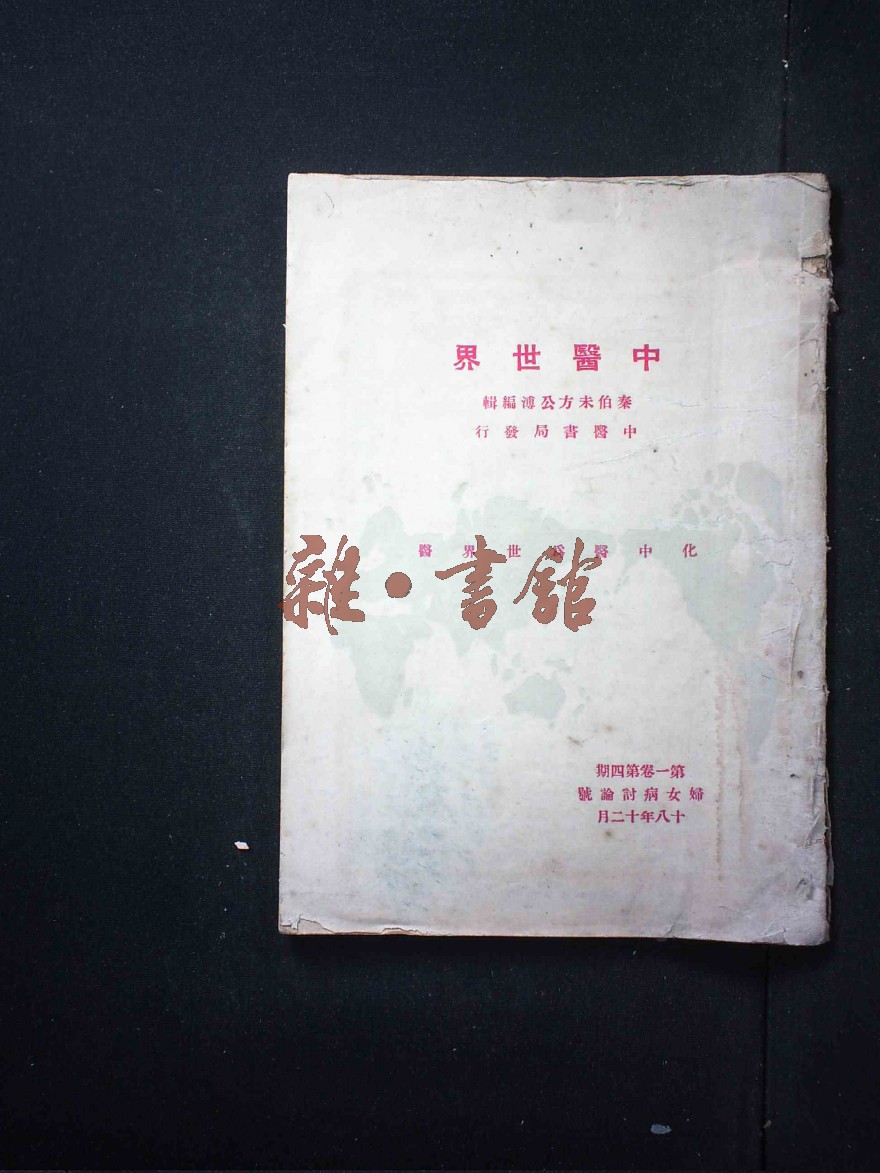 中醫世界
秦伯未方公溥編輯
中醫書局發行
化中醫為世界醫
雜·書館
第一卷第四期
婦女病討論號
十八年十二月